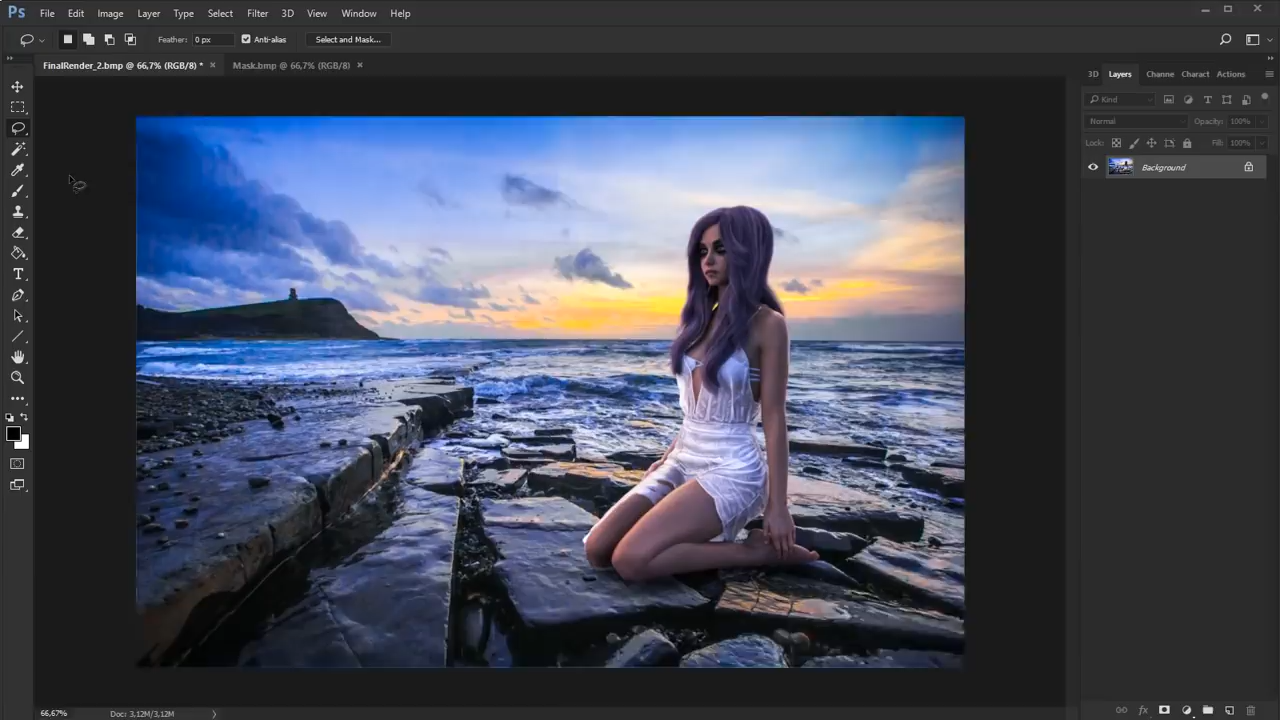 Ps File Edit Image Layer Type Select Filter 3D View Window Help
Feather: 0 px Anti-alias Select and Mask...
FinalRender_2.bmp @ 66,7% (RGB/8) * × Mask.bmp @ 66,7% (RGB/8) ×
3D Layers Channe Charact Actions
Kind
Normal Opacity: 100%
Lock: Fill: 100%
Background
66,67% Doc: 3,12M/3,12M